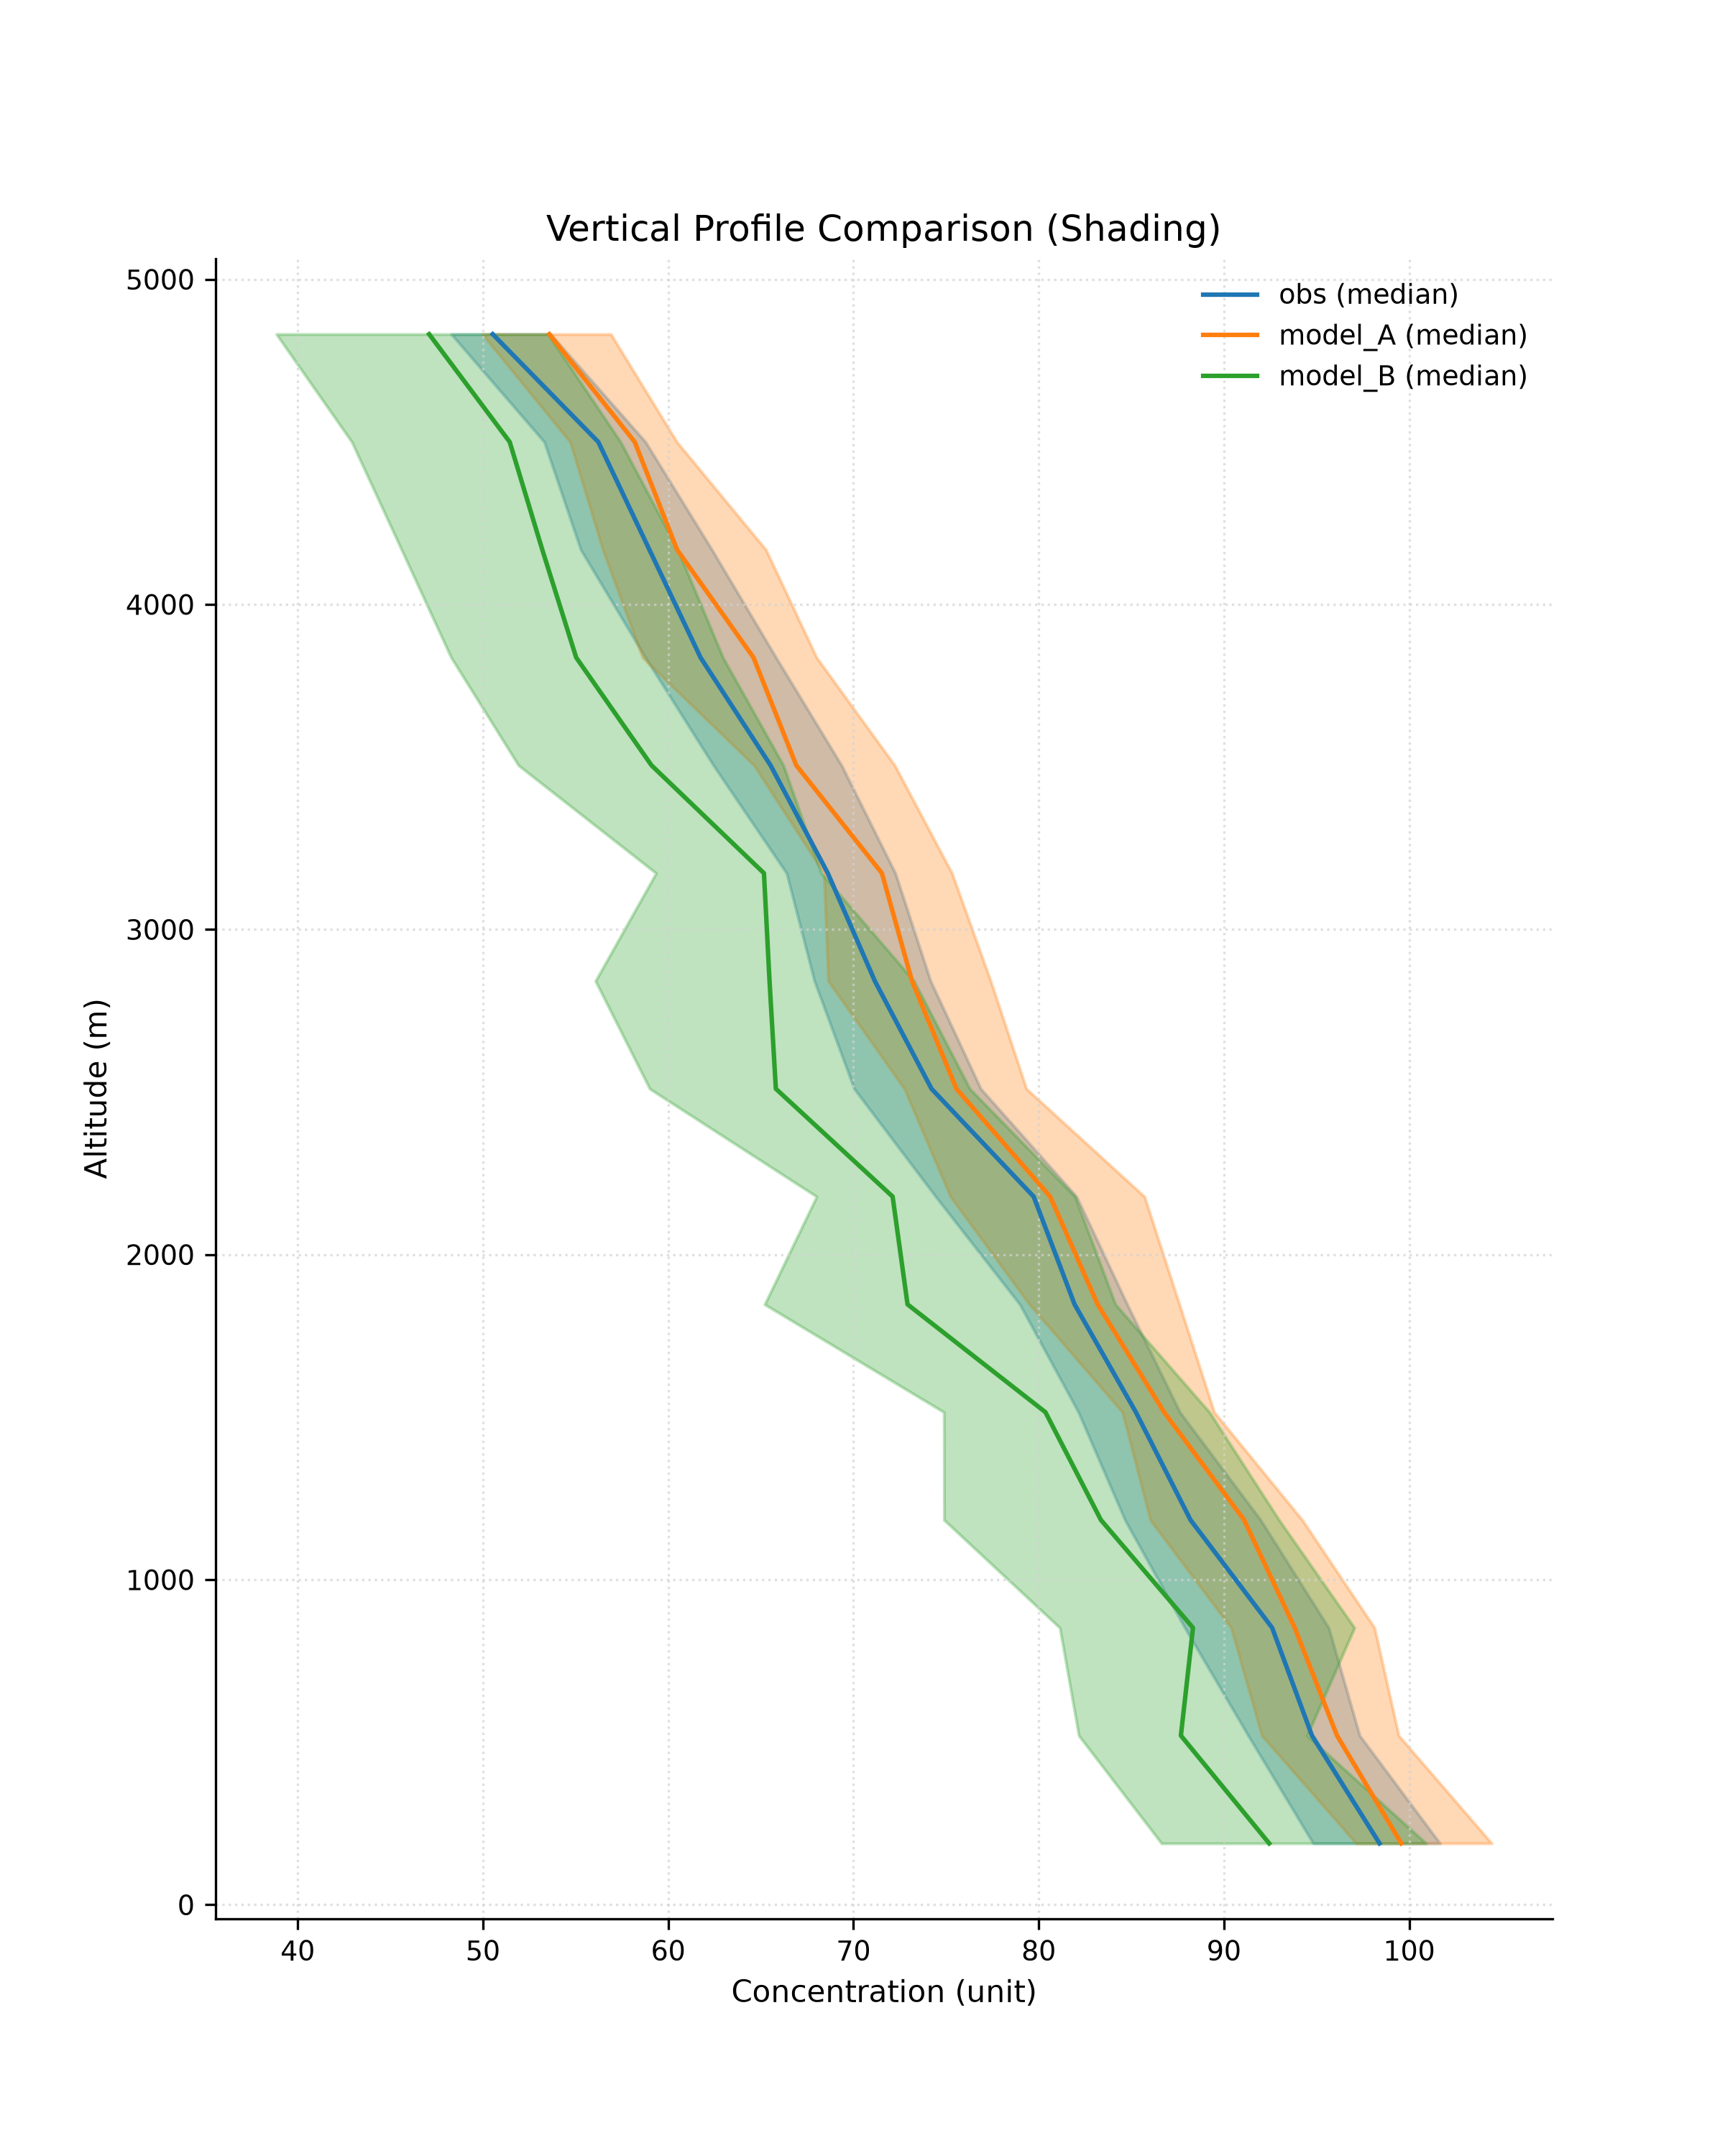 Vertical Profile Comparison (Shading)
obs (median)
model_A (median)
model_B (median)
5000
4000
3000
2000
1000
0
Altitude (m)
40 50 60 70 80 90 100
Concentration (unit)